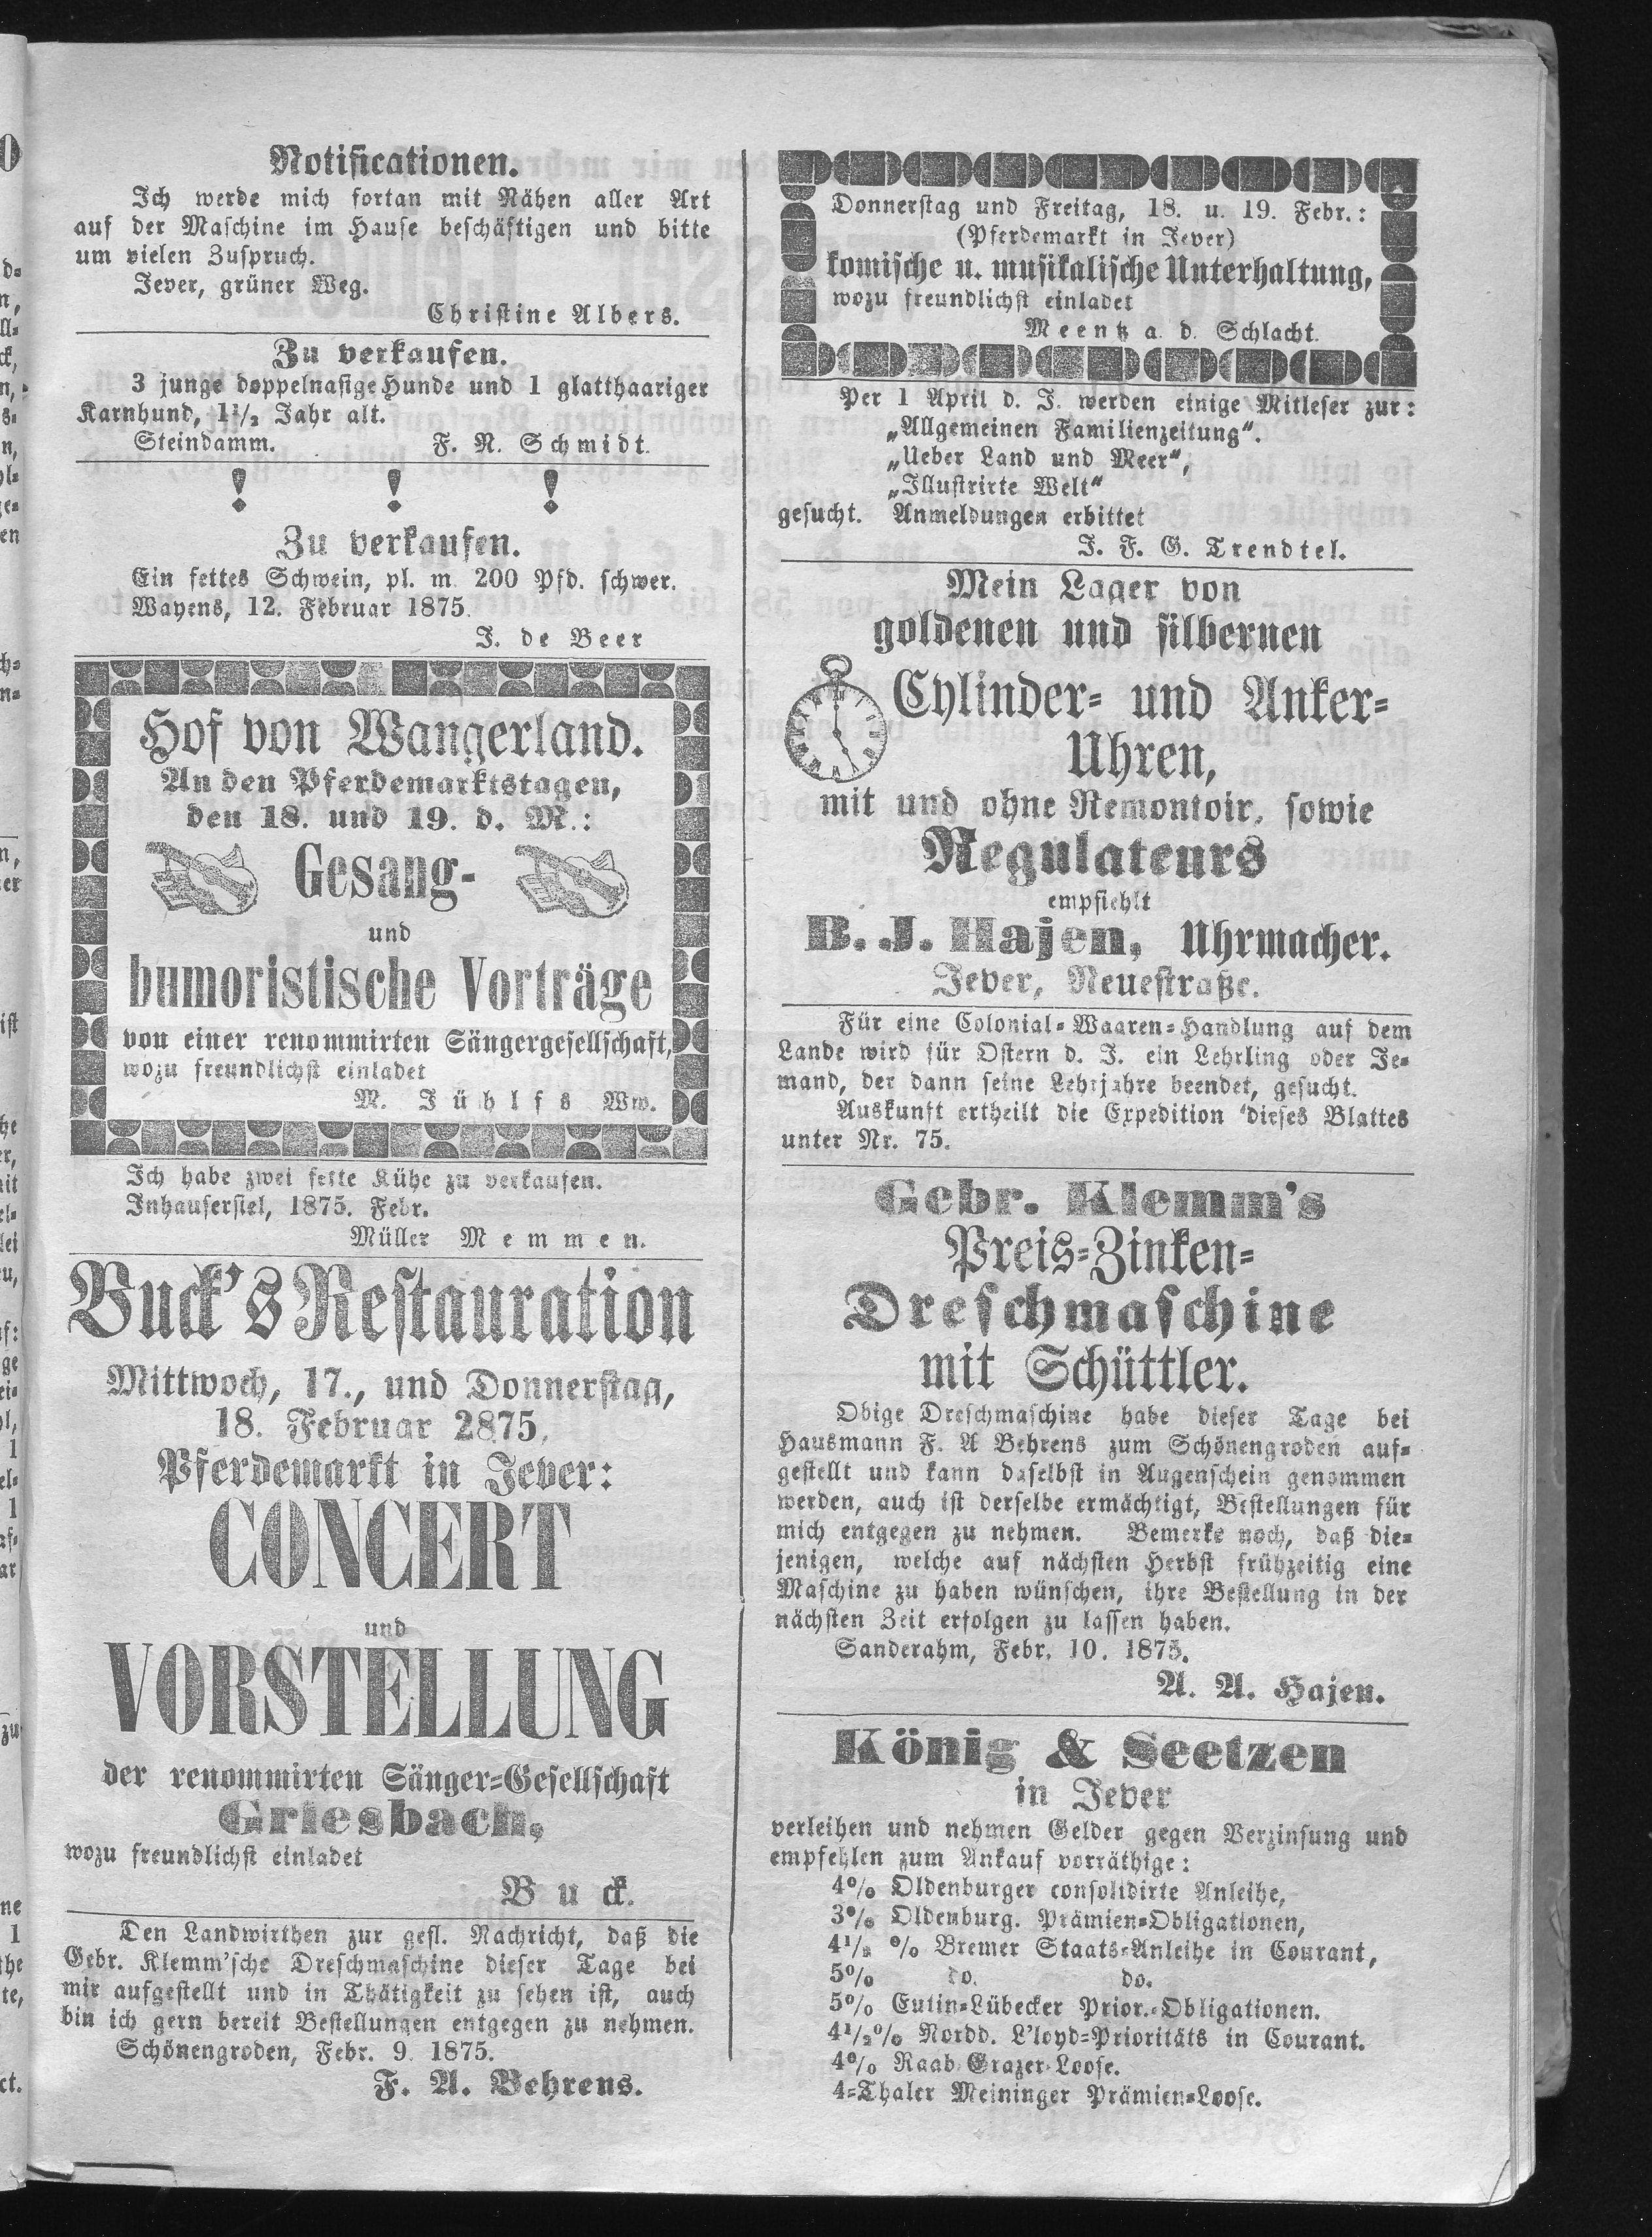 Notificationen.
Ich werde mich fortan mit Nähen aller Art
auf der Maschine im Hause beschäftigen und bitte
um vielen Zuspruch.
Jever, grüner Weg.
Christine Albers.
Zu verkaufen.
3 junge doppelnasige Hunde und 1 glatthaariger
Karnhund, 1½ Jahr alt.
Steindamm. F. N. Schmidt.
! ! !
Zu verkaufen.
Ein fettes Schwein, pl. m. 200 Pfd. schwer.
Wayens, 12. Februar 1875.
J. de Beer
Hof von Wangerland.
An den Pferdemarktstagen,
den 18. und 19. d. M.:
Gesang-
und
humoristische Vorträge
von einer renommirten Sängergesellschaft,
wozu freundlichst einladet
M. Jühlfs Ww.
Ich habe zwei fette Kühe zu verkaufen.
Inhausersiel, 1875. Febr.
Müller Memmen.
Buck's Restauration
Mittwoch, 17., und Donnerstag,
18. Februar 2875,
Pferdemarkt in Jever:
CONCERT
und
VORSTELLUNG
der renommirten Sänger=Gesellschaft
Griesbach,
wozu freundlichst einladet
Buck.
Den Landwirthen zur gefl. Nachricht, daß die
Gebr. Klemm'sche Dreschmaschine dieser Tage bei
mir aufgestellt und in Thätigkeit zu sehen ist, auch
bin ich gern bereit Bestellungen entgegen zu nehmen.
Schönengroden, Febr. 9. 1875.
F. A. Behrens.
Donnerstag und Freitag, 18. u. 19. Febr.:
(Pferdemarkt in Jever)
komische u. musikalische Unterhaltung,
wozu freundlichst einladet
Meentz a. d. Schlacht.
Per 1 April d. J. werden einige Mitleser zur:
„Allgemeinen Familienzeitung“.
„Ueber Land und Meer“,
„Illustrirte Welt“
gesucht. Anmeldungen erbittet
J. F. G. Trendtel.
Mein Lager von
goldenen und silbernen
Cylinder= und Anker=
Uhren,
mit und ohne Remontoir, sowie
Regulateurs
empfiehlt
B. J. Hajen, Uhrmacher.
Jever, Neuestraße.
Für eine Colonial=Waaren=Handlung auf dem
Lande wird für Ostern d. J. ein Lehrling oder Je=
mand, der dann seine Lehrjahre beendet, gesucht.
Auskunft ertheilt die Expedition dieses Blattes
unter Nr. 75.
Gebr. Klemm's
Preis=Zinken=
Dreschmaschine
mit Schüttler.
Obige Dreschmaschine habe dieser Tage bei
Hausmann F. A Behrens zum Schönengroden auf=
gestellt und kann daselbst in Augenschein genommen
werden, auch ist derselbe ermächtigt, Bestellungen für
mich entgegen zu nehmen. Bemerke noch, daß die=
jenigen, welche auf nächsten Herbst frühzeitig eine
Maschine zu haben wünschen, ihre Bestellung in der
nächsten Zeit erfolgen zu lassen haben.
Sanderahm, Febr. 10. 1875.
A. A. Hajen.
König & Seetzen
in Jever
verleihen und nehmen Gelder gegen Verzinsung und
empfehlen zum Ankauf vorräthige:
4% Oldenburger consolidirte Anleihe,
3% Oldenburg. Prämien=Obligationen,
4½ % Bremer Staats=Anleihe in Courant,
5% do. do.
5% Eutin=Lübecker Prior.=Obligationen.
4½% Nordd. L'loyd=Prioritäts in Courant.
4% Raab Grazer Loose.
4=Thaler Meininger Prämien=Loose.